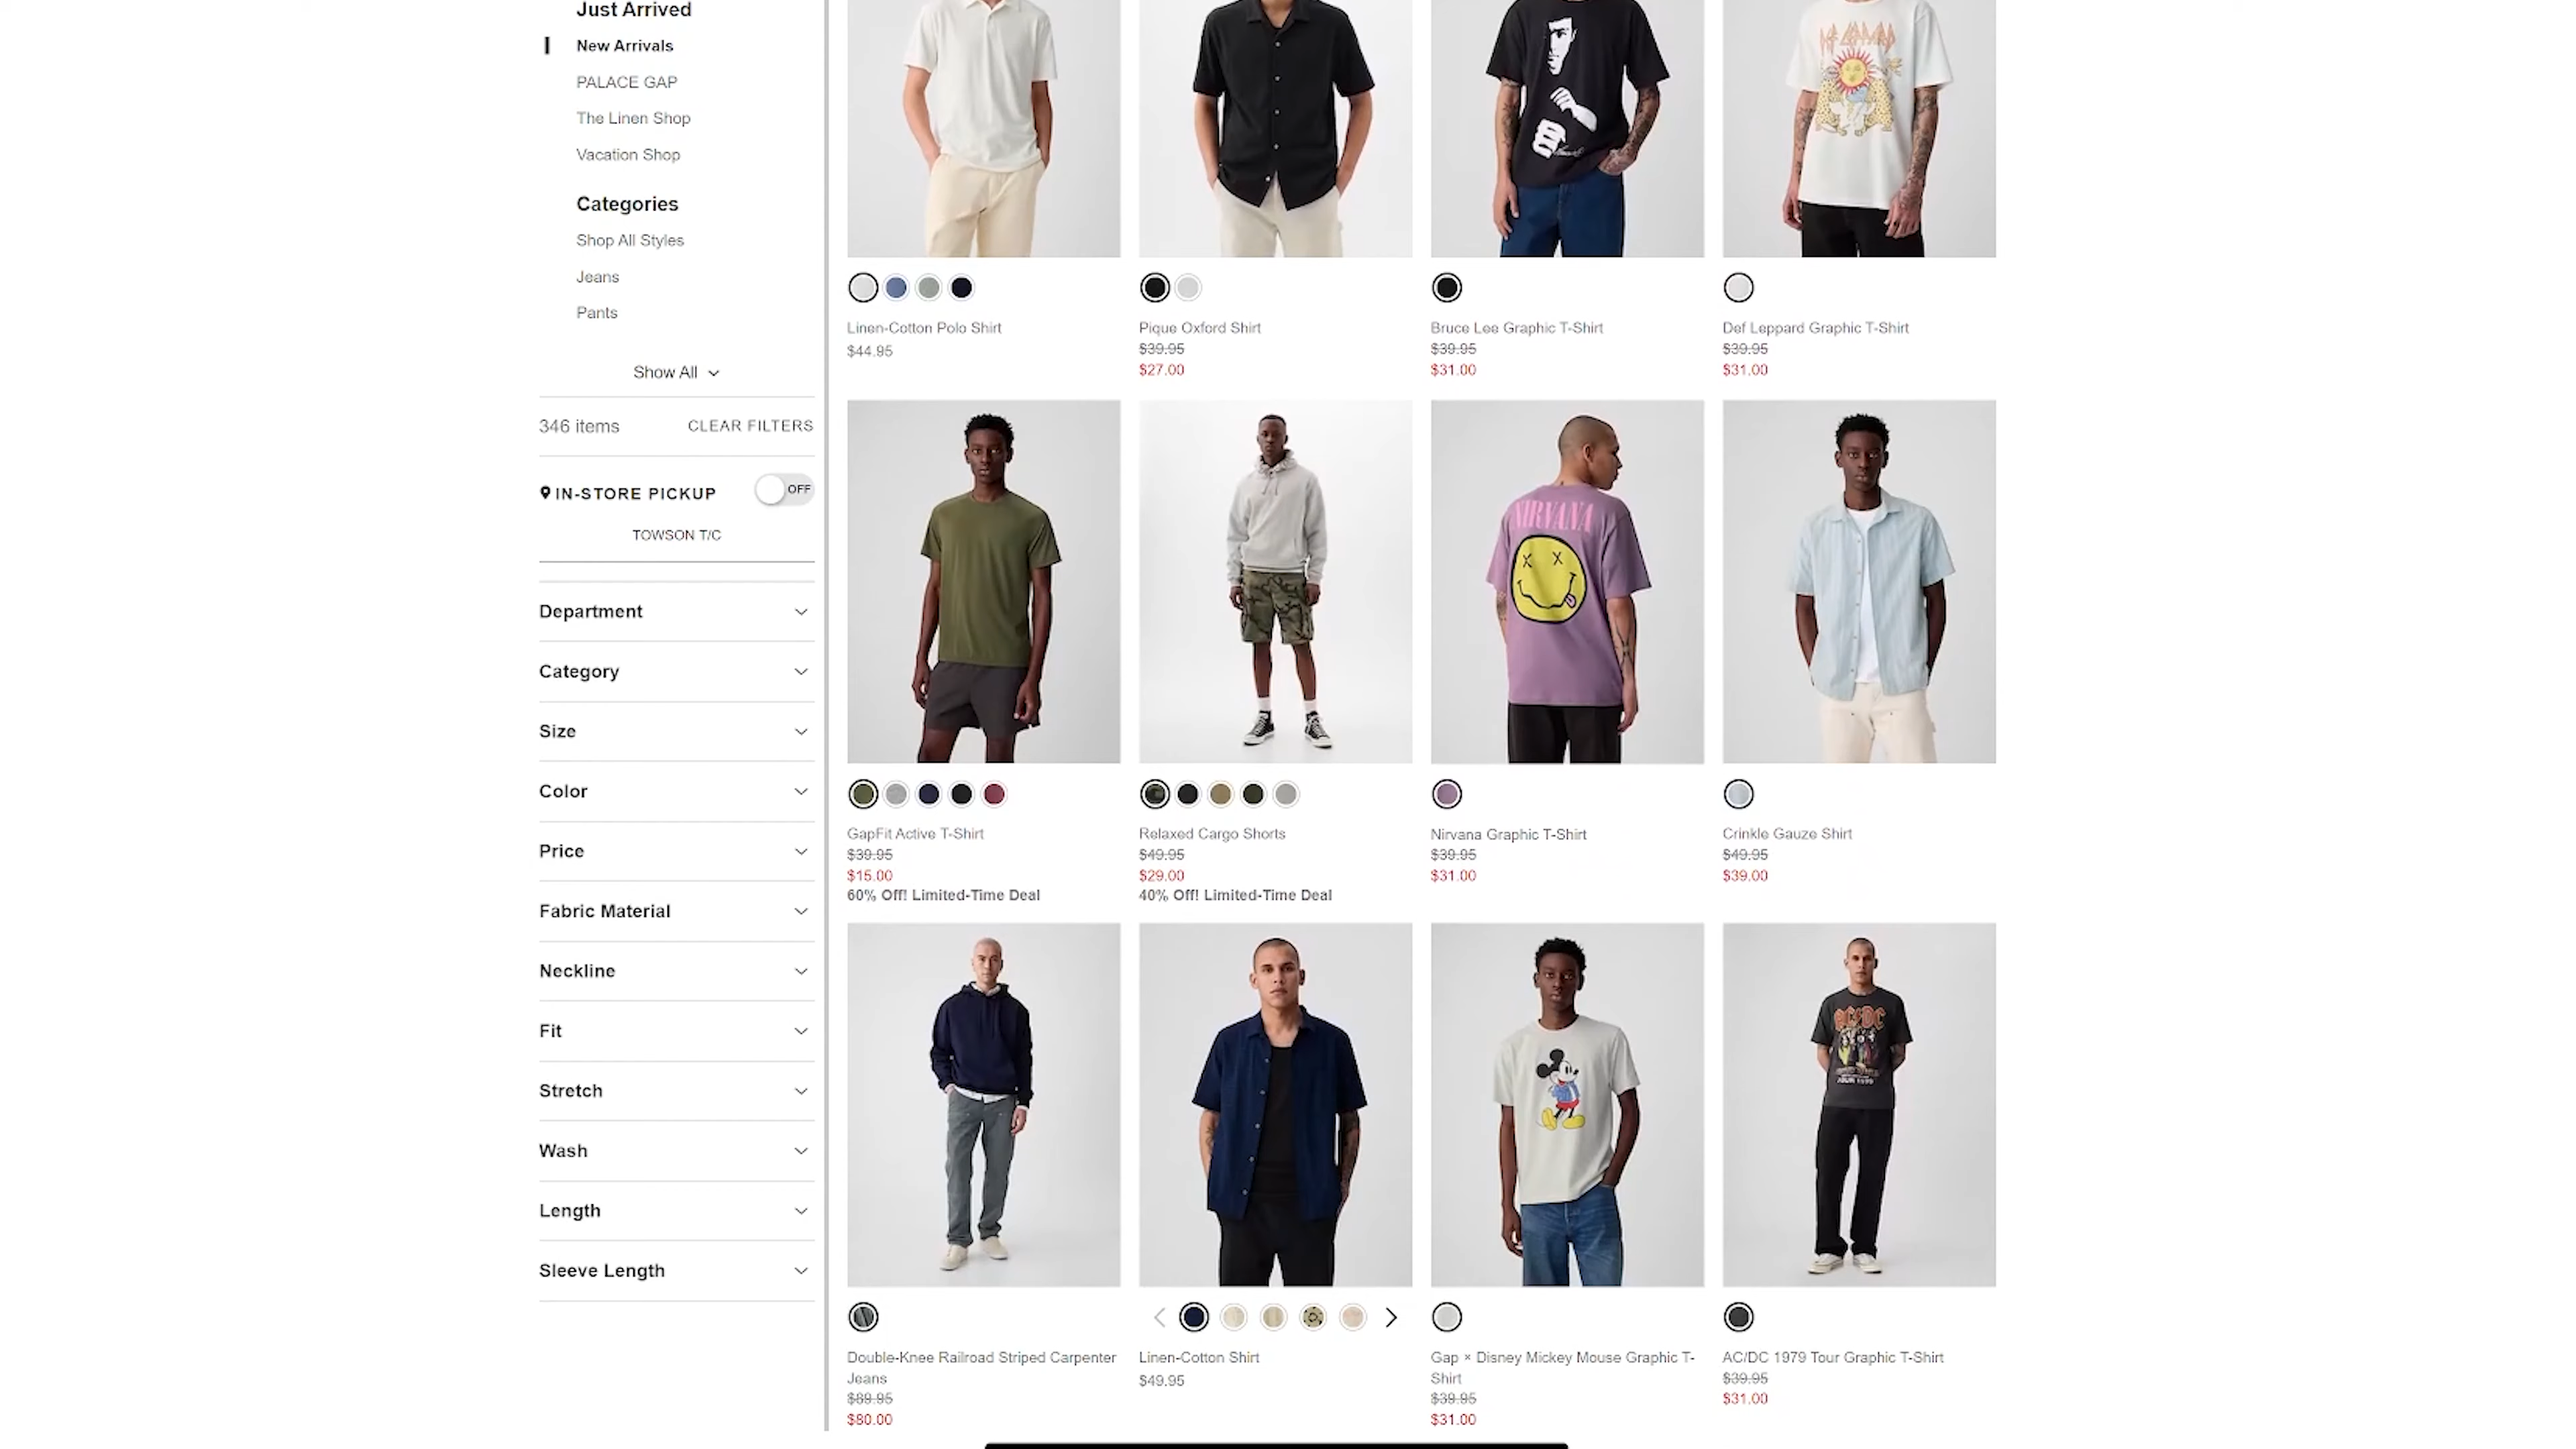 Just Arrived
New Arrivals
PALACE GAP
The Linen Shop
Vacation Shop
Categories
Shop All Styles
Jeans
Pants
Show All
346 items
CLEAR FILTERS
IN-STORE PICKUP
OFF
TOWSON T/C
Department
Category
Size
Color
Price
Fabric Material
Neckline
Fit
Stretch
Wash
Length
Sleeve Length
DEF LEPPARD
Linen-Cotton Polo Shirt
$44.95
Pique Oxford Shirt
$39.95
$27.00
Bruce Lee Graphic T-Shirt
$39.95
$31.00
Def Leppard Graphic T-Shirt
$39.95
$31.00
NIRVANA
GapFit Active T-Shirt
$39.95
$15.00
60% Off! Limited-Time Deal
Relaxed Cargo Shorts
$49.95
$29.00
40% Off! Limited-Time Deal
Nirvana Graphic T-Shirt
$39.95
$31.00
Crinkle Gauze Shirt
$49.95
$39.00
AC/DC
TOUR 1979
Double-Knee Railroad Striped Carpenter
Jeans
$89.95
$80.00
Linen-Cotton Shirt
$49.95
Gap × Disney Mickey Mouse Graphic T-
Shirt
$39.95
$31.00
AC/DC 1979 Tour Graphic T-Shirt
$39.95
$31.00